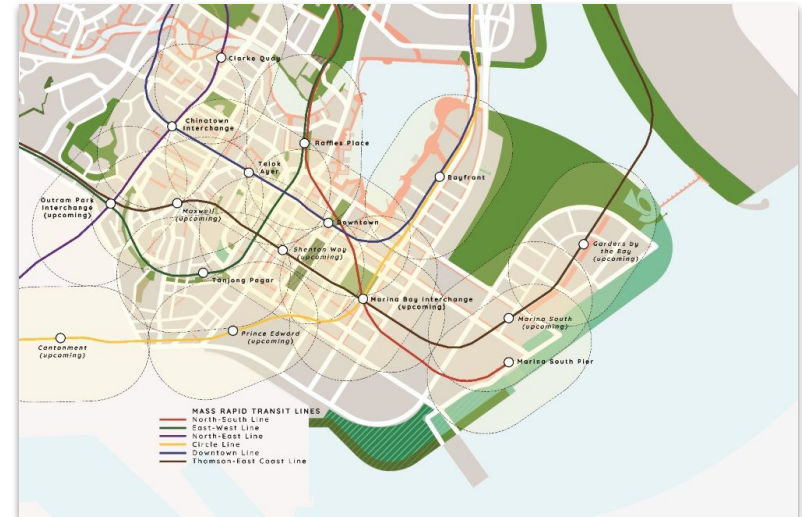 Clarke Quay
Chinatown
Interchange
Raffles Place
Telok
Ayer
Bayfront
Outram Park
Interchange
(upcoming)
Maxwell
(upcoming)
Downtown
Shenton Way
(upcoming)
Gardens by
the Bay
(upcoming)
Tanjong Pagar
Marina Bay Interchange
(upcoming)
Marina South
(upcoming)
Prince Edward
(upcoming)
Cantonment
(upcoming)
Marina South Pier
MASS RAPID TRANSIT LINES
North-South Line
East-West Line
North-East Line
Circle Line
Downtown Line
Thomson-East Coast Line